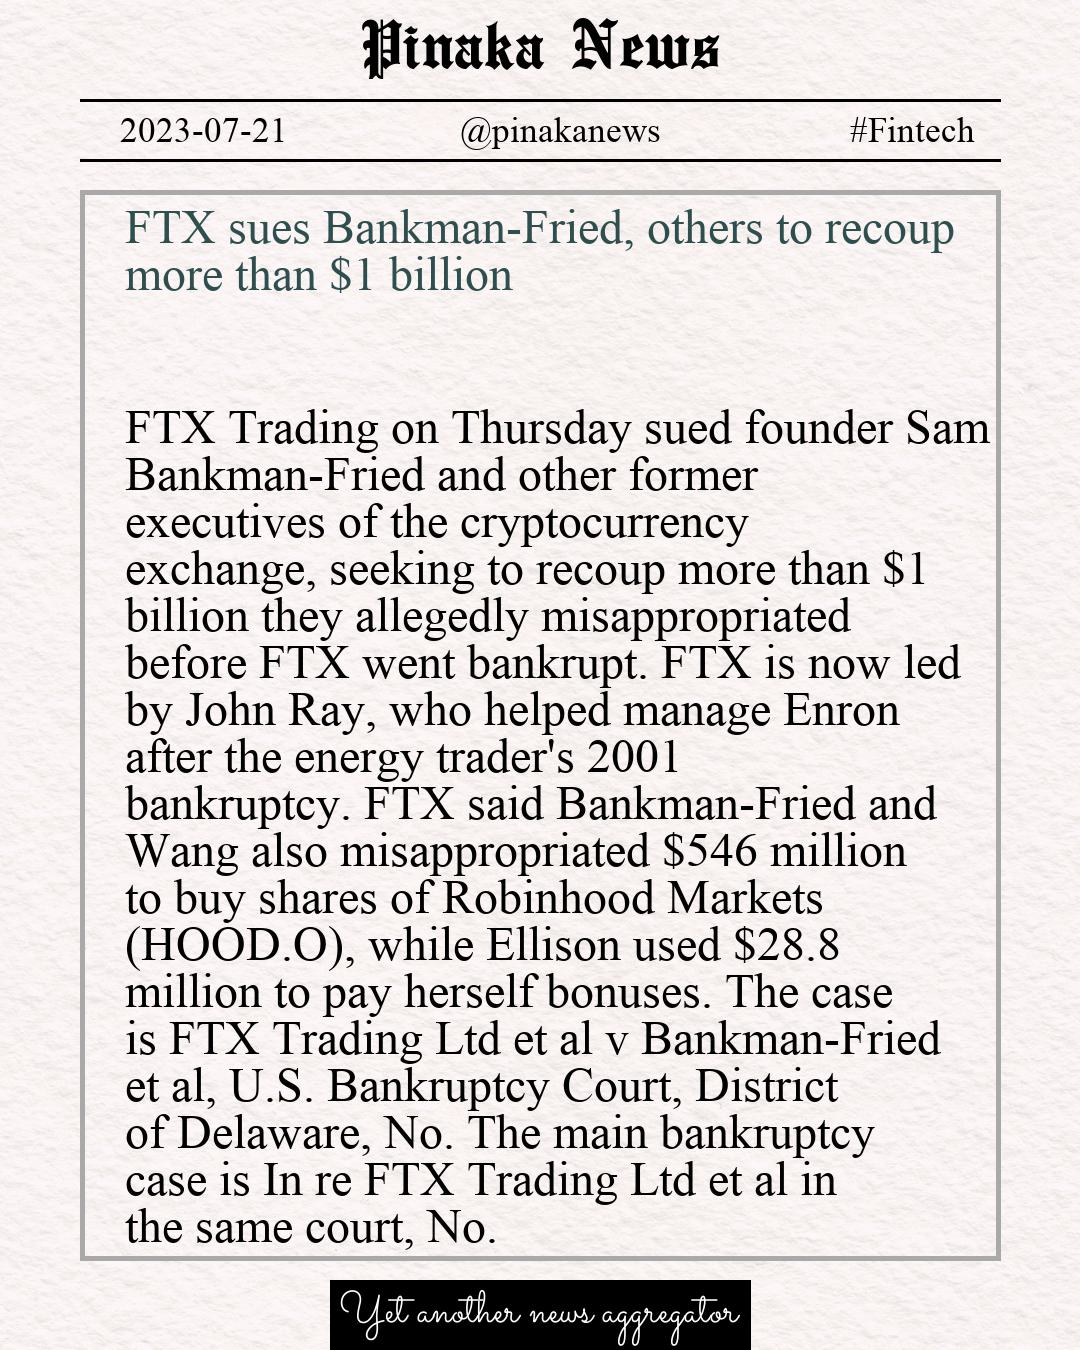 Pinaka News
2023-07-21 @pinakanews #Fintech
FTX sues Bankman-Fried, others to recoup
more than $1 billion
FTX Trading on Thursday sued founder Sam
Bankman-Fried and other former
executives of the cryptocurrency
exchange, seeking to recoup more than $1
billion they allegedly misappropriated
before FTX went bankrupt. FTX is now led
by John Ray, who helped manage Enron
after the energy trader's 2001
bankruptcy. FTX said Bankman-Fried and
Wang also misappropriated $546 million
to buy shares of Robinhood Markets
(HOOD.O), while Ellison used $28.8
million to pay herself bonuses. The case
is FTX Trading Ltd et al v Bankman-Fried
et al, U.S. Bankruptcy Court, District
of Delaware, No. The main bankruptcy
case is In re FTX Trading Ltd et al in
the same court, No.
Yet another news aggregator